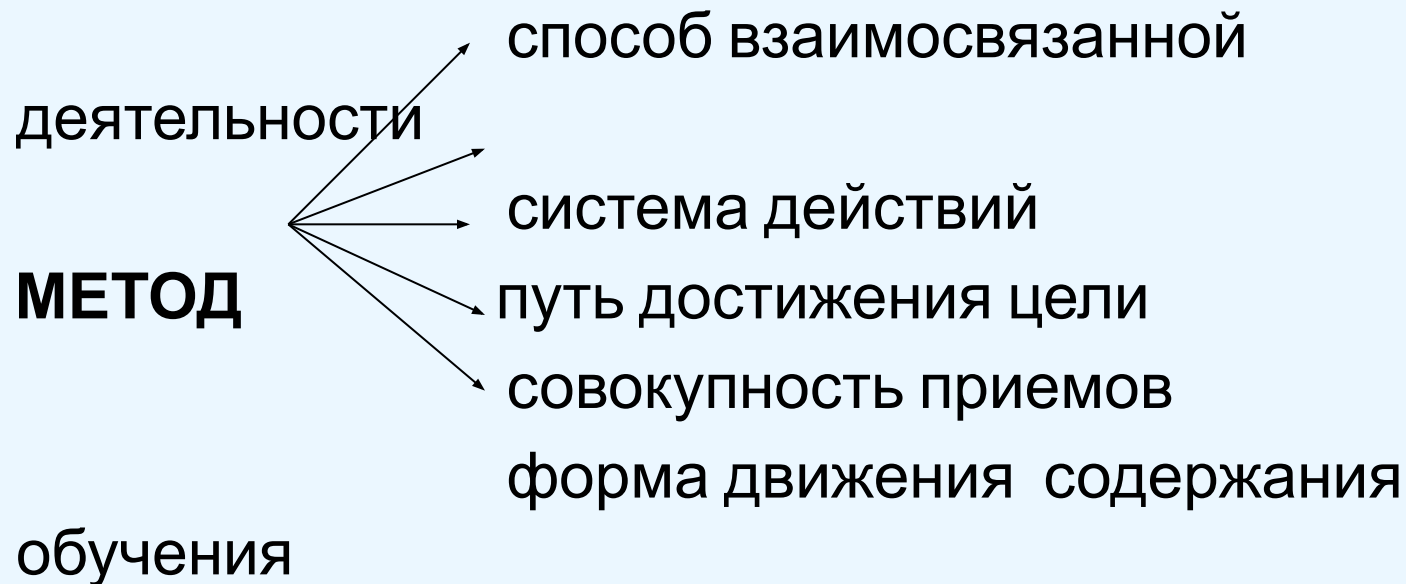 способ взаимосвязанной
деятельности
система действий
МЕТОД путь достижения цели
совокупность приемов
форма движения содержания
обучения